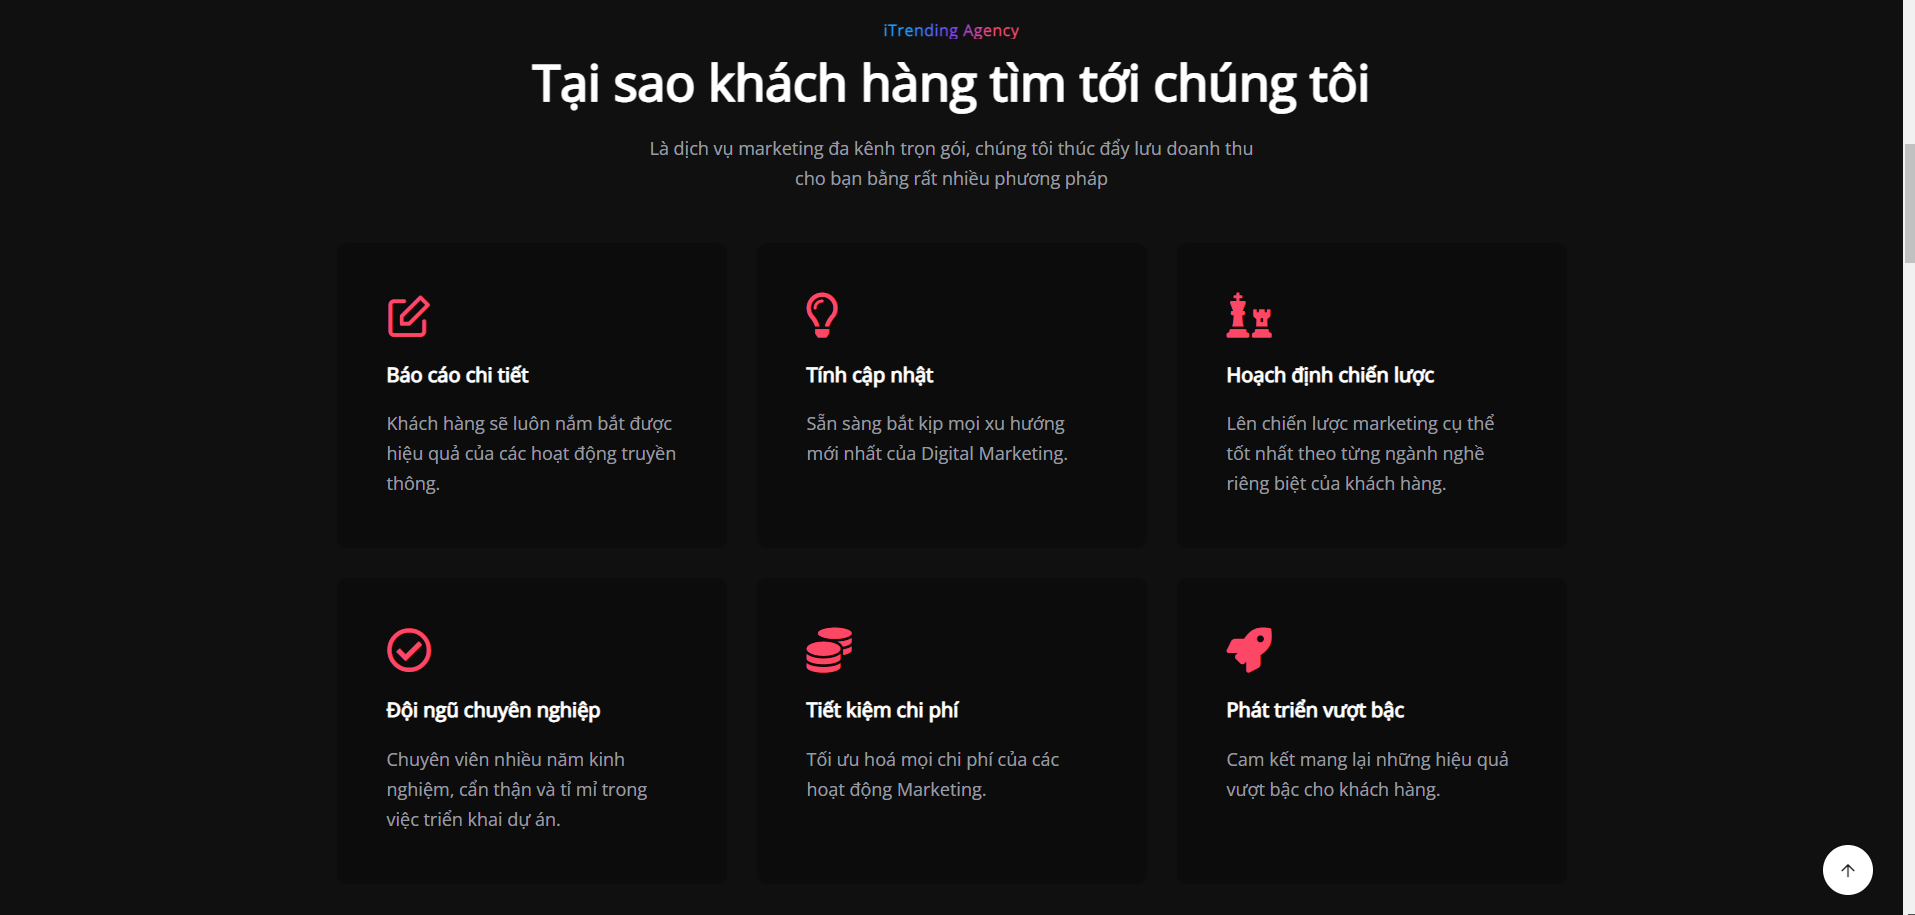 iTrending Agency
Tại sao khách hàng tìm tới chúng tôi
Là dịch vụ marketing đa kênh trọn gói, chúng tôi thúc đẩy lưu doanh thu
cho bạn bằng rất nhiều phương pháp
Báo cáo chi tiết
Khách hàng sẽ luôn nắm bắt được
hiệu quả của các hoạt động truyền
thông.
Tính cập nhật
Sẵn sàng bắt kịp mọi xu hướng
mới nhất của Digital Marketing.
Hoạch định chiến lược
Lên chiến lược marketing cụ thể
tốt nhất theo từng ngành nghề
riêng biệt của khách hàng.
Đội ngũ chuyên nghiệp
Chuyên viên nhiều năm kinh
nghiệm, cẩn thận và tỉ mỉ trong
việc triển khai dự án.
Tiết kiệm chi phí
Tối ưu hoá mọi chi phí của các
hoạt động Marketing.
Phát triển vượt bậc
Cam kết mang lại những hiệu quả
vượt bậc cho khách hàng.